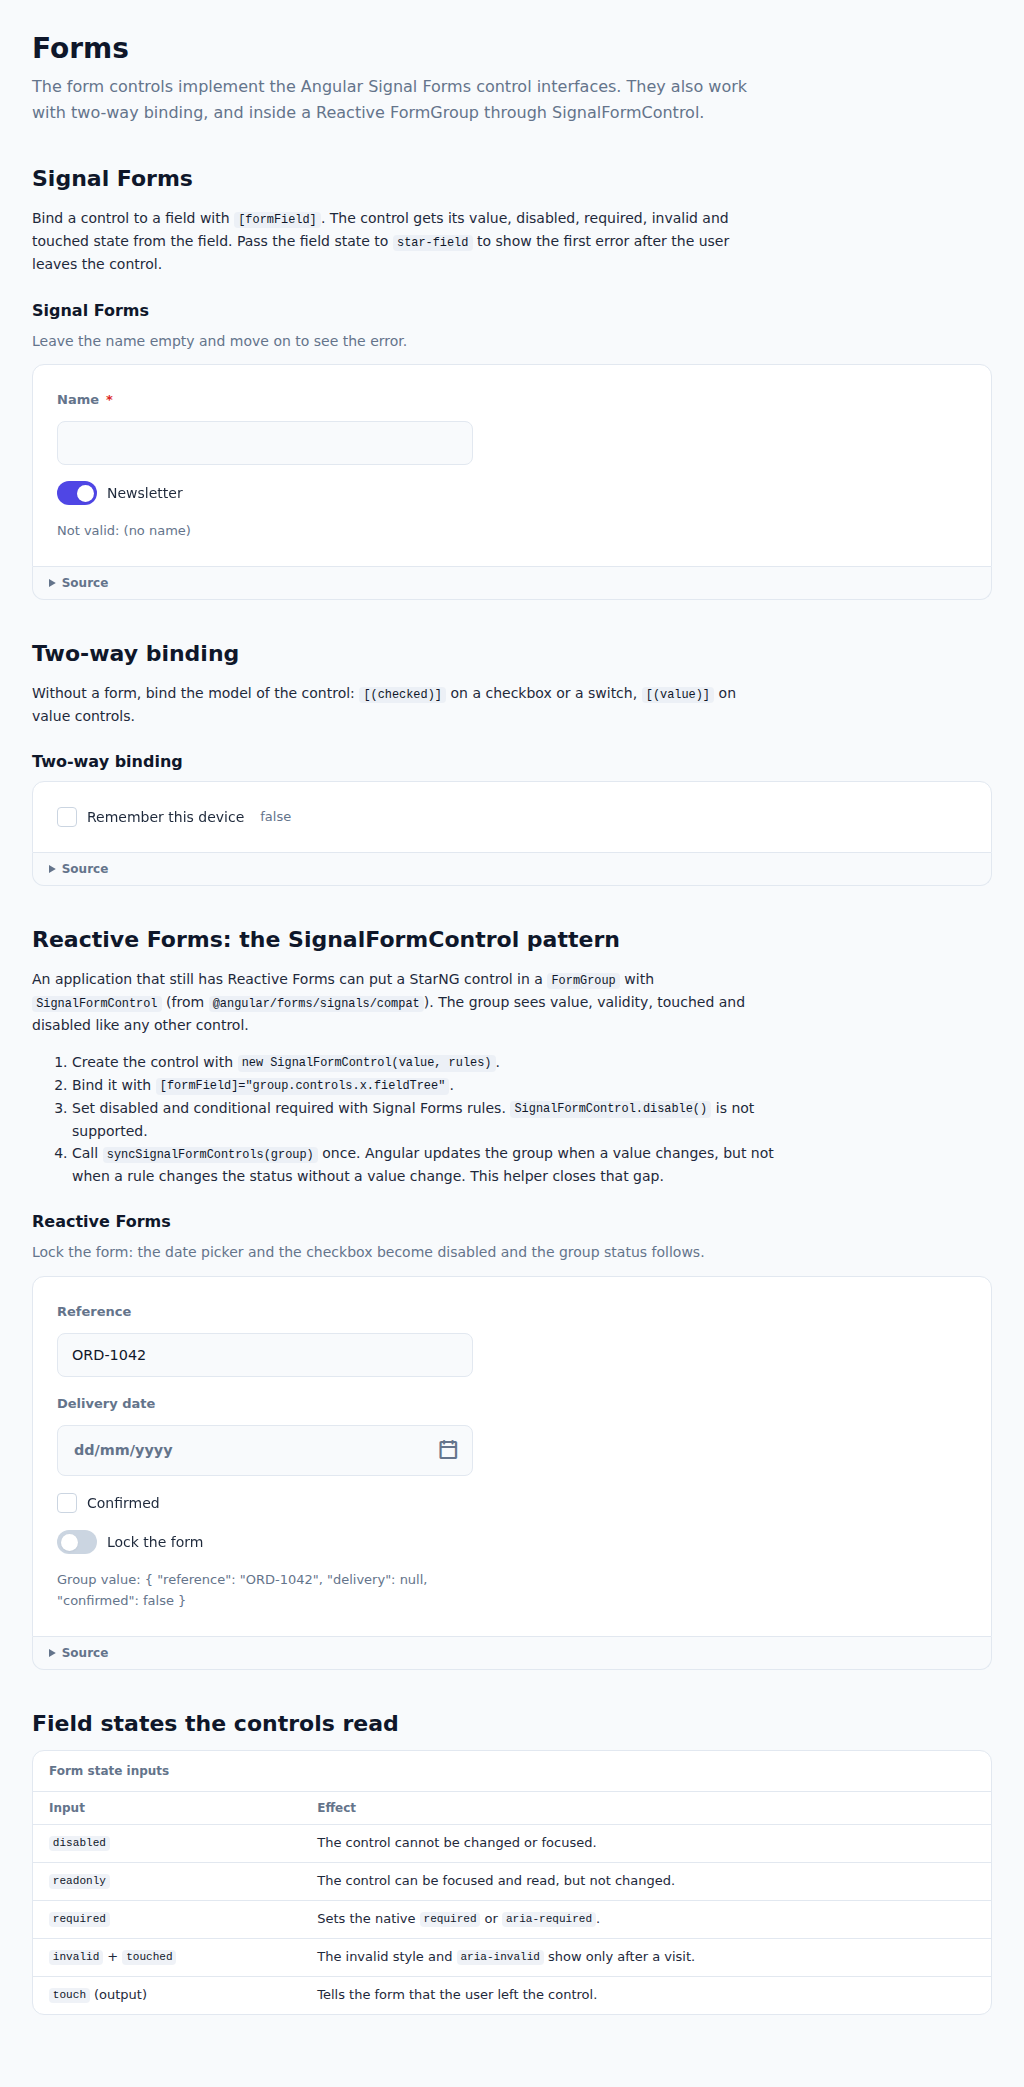 Forms
The form controls implement the Angular Signal Forms control interfaces. They also work
with two-way binding, and inside a Reactive FormGroup through SignalFormControl.
Signal Forms
Bind a control to a field with [formField]. The control gets its value, disabled, required, invalid and
touched state from the field. Pass the field state to star-field to show the first error after the user
leaves the control.
Signal Forms
Leave the name empty and move on to see the error.
Name *
Newsletter
Not valid: (no name)
Source
Two-way binding
Without a form, bind the model of the control: [(checked)] on a checkbox or a switch, [(value)] on
value controls.
Two-way binding
Remember this device false
Source
Reactive Forms: the SignalFormControl pattern
An application that still has Reactive Forms can put a StarNG control in a FormGroup with
SignalFormControl (from @angular/forms/signals/compat). The group sees value, validity, touched and
disabled like any other control.
1. Create the control with new SignalFormControl(value, rules).
2. Bind it with [formField]="group.controls.x.fieldTree".
3. Set disabled and conditional required with Signal Forms rules. SignalFormControl.disable() is not
supported.
4. Call syncSignalFormControls(group) once. Angular updates the group when a value changes, but not
when a rule changes the status without a value change. This helper closes that gap.
Reactive Forms
Lock the form: the date picker and the checkbox become disabled and the group status follows.
Reference
ORD-1042
Delivery date
dd/mm/yyyy
Confirmed
Lock the form
Group value: { "reference": "ORD-1042", "delivery": null,
"confirmed": false }
Source
Field states the controls read
Form state inputs
Input Effect
disabled The control cannot be changed or focused.
readonly The control can be focused and read, but not changed.
required Sets the native required or aria-required.
invalid + touched The invalid style and aria-invalid show only after a visit.
touch (output) Tells the form that the user left the control.